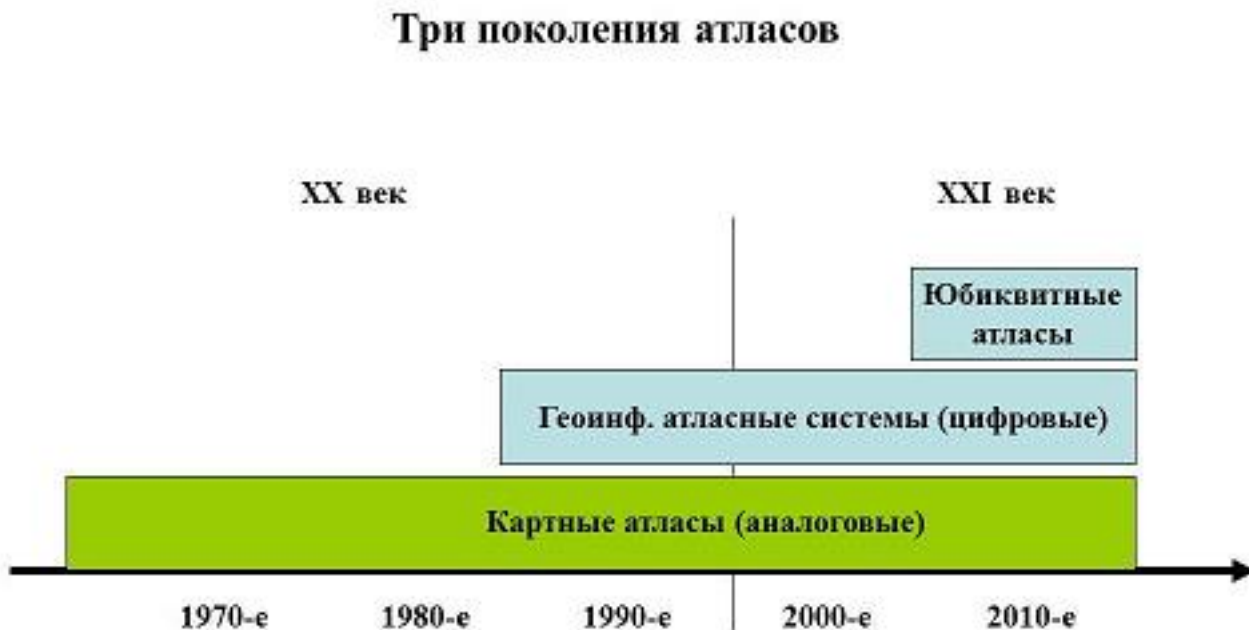 Три поколения атласов
XX век
XXI век
Юбиквитные
атласы
Геоинф. атласные системы (цифровые)
Картные атласы (аналоговые)
1970-е 1980-е 1990-е 2000-е 2010-е